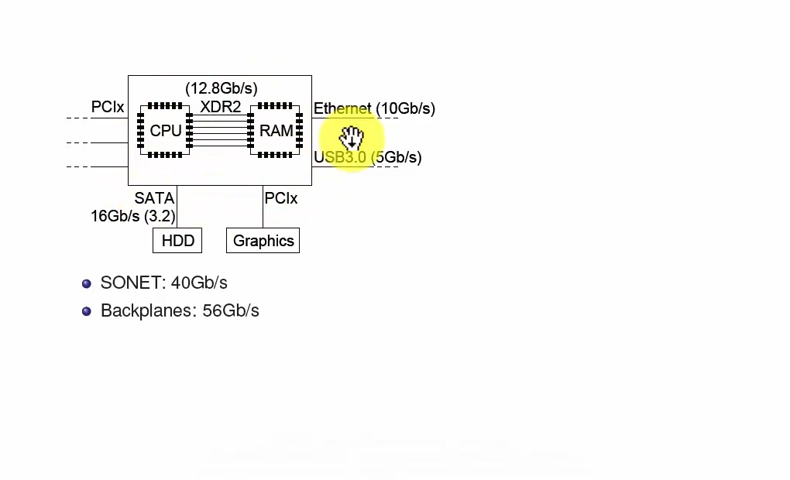 (12.8Gb/s)
PCIx
XDR2
Ethernet (10Gb/s)
CPU
RAM
USB3.0 (5Gb/s)
SATA
PCIx
16Gb/s (3.2)
HDD
Graphics
SONET: 40Gb/s
Backplanes: 56Gb/s